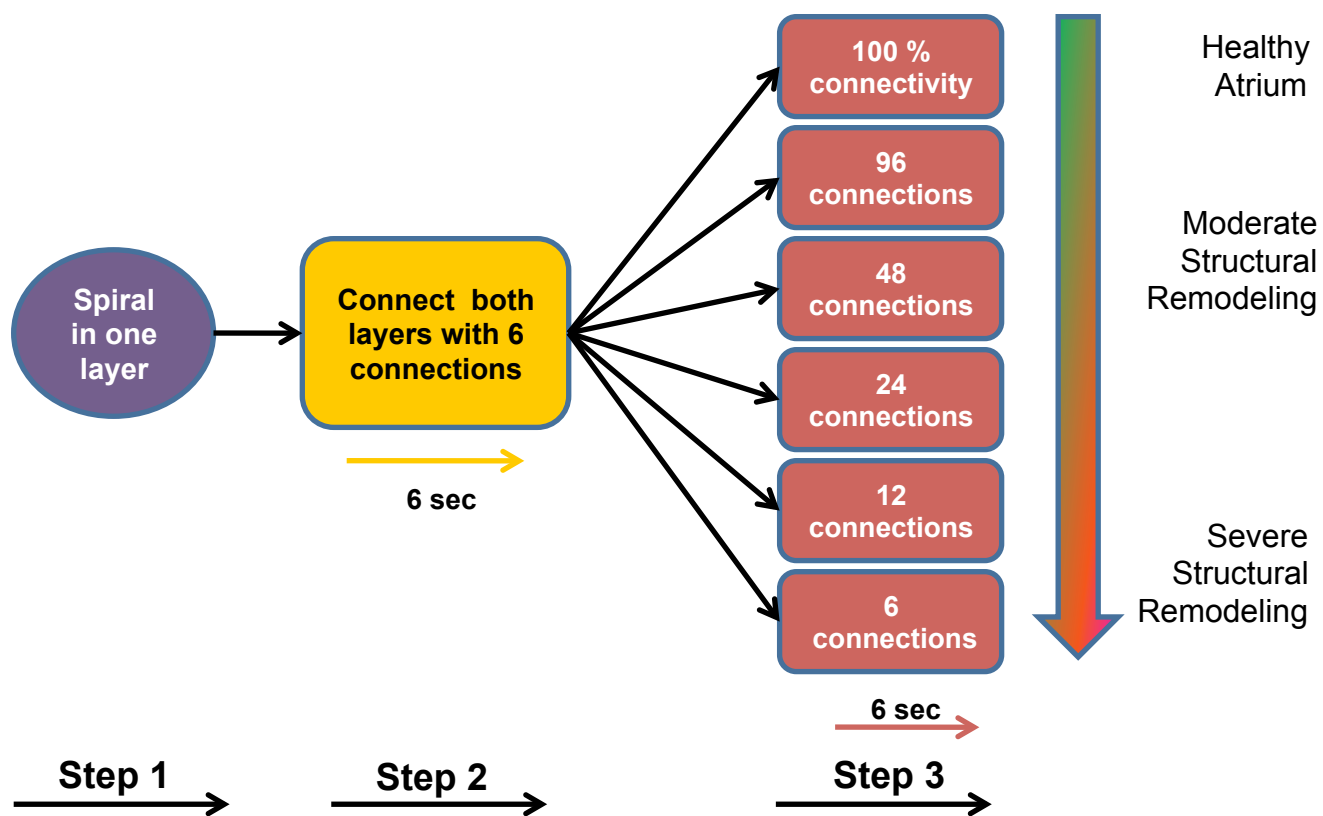 Spiral
in one
layer
Connect both
layers with 6
connections
6 sec
100 %
connectivity
96
connections
48
connections
24
connections
12
connections
6
connections
6 sec
Healthy
Atrium
Moderate
Structural
Remodeling
Severe
Structural
Remodeling
Step 1
Step 2
Step 3